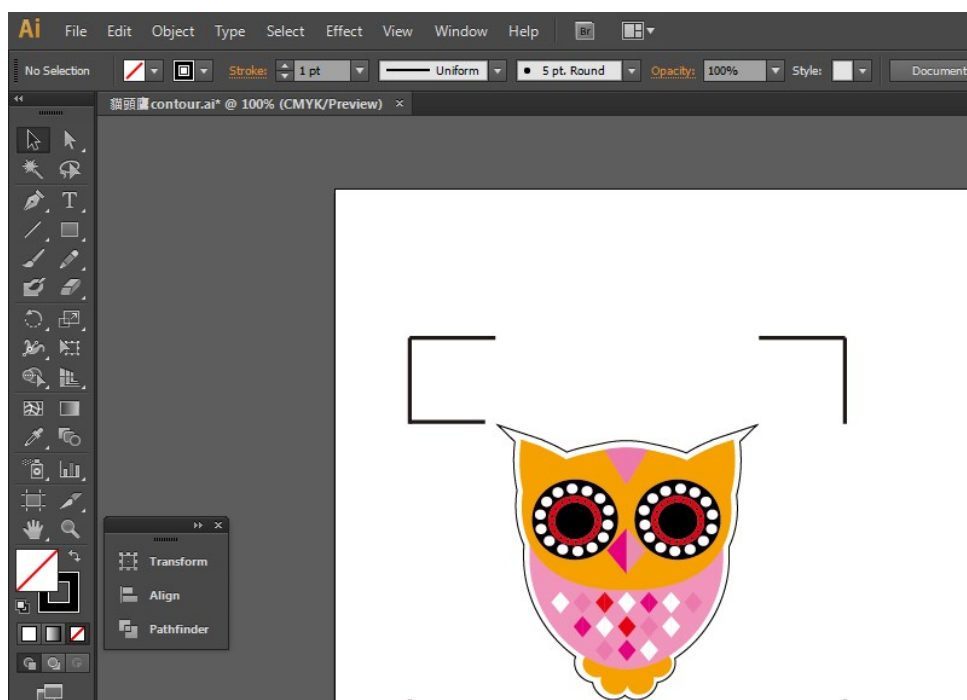 Ai File Edit Object Type Select Effect View Window Help Br
No Selection Stroke: 1 pt Uniform 5 pt. Round Opacity: 100% Style: Document
貓頭鷹contour.ai* @ 100% (CMYK/Preview) ×
T
Transform
Align
Pathfinder